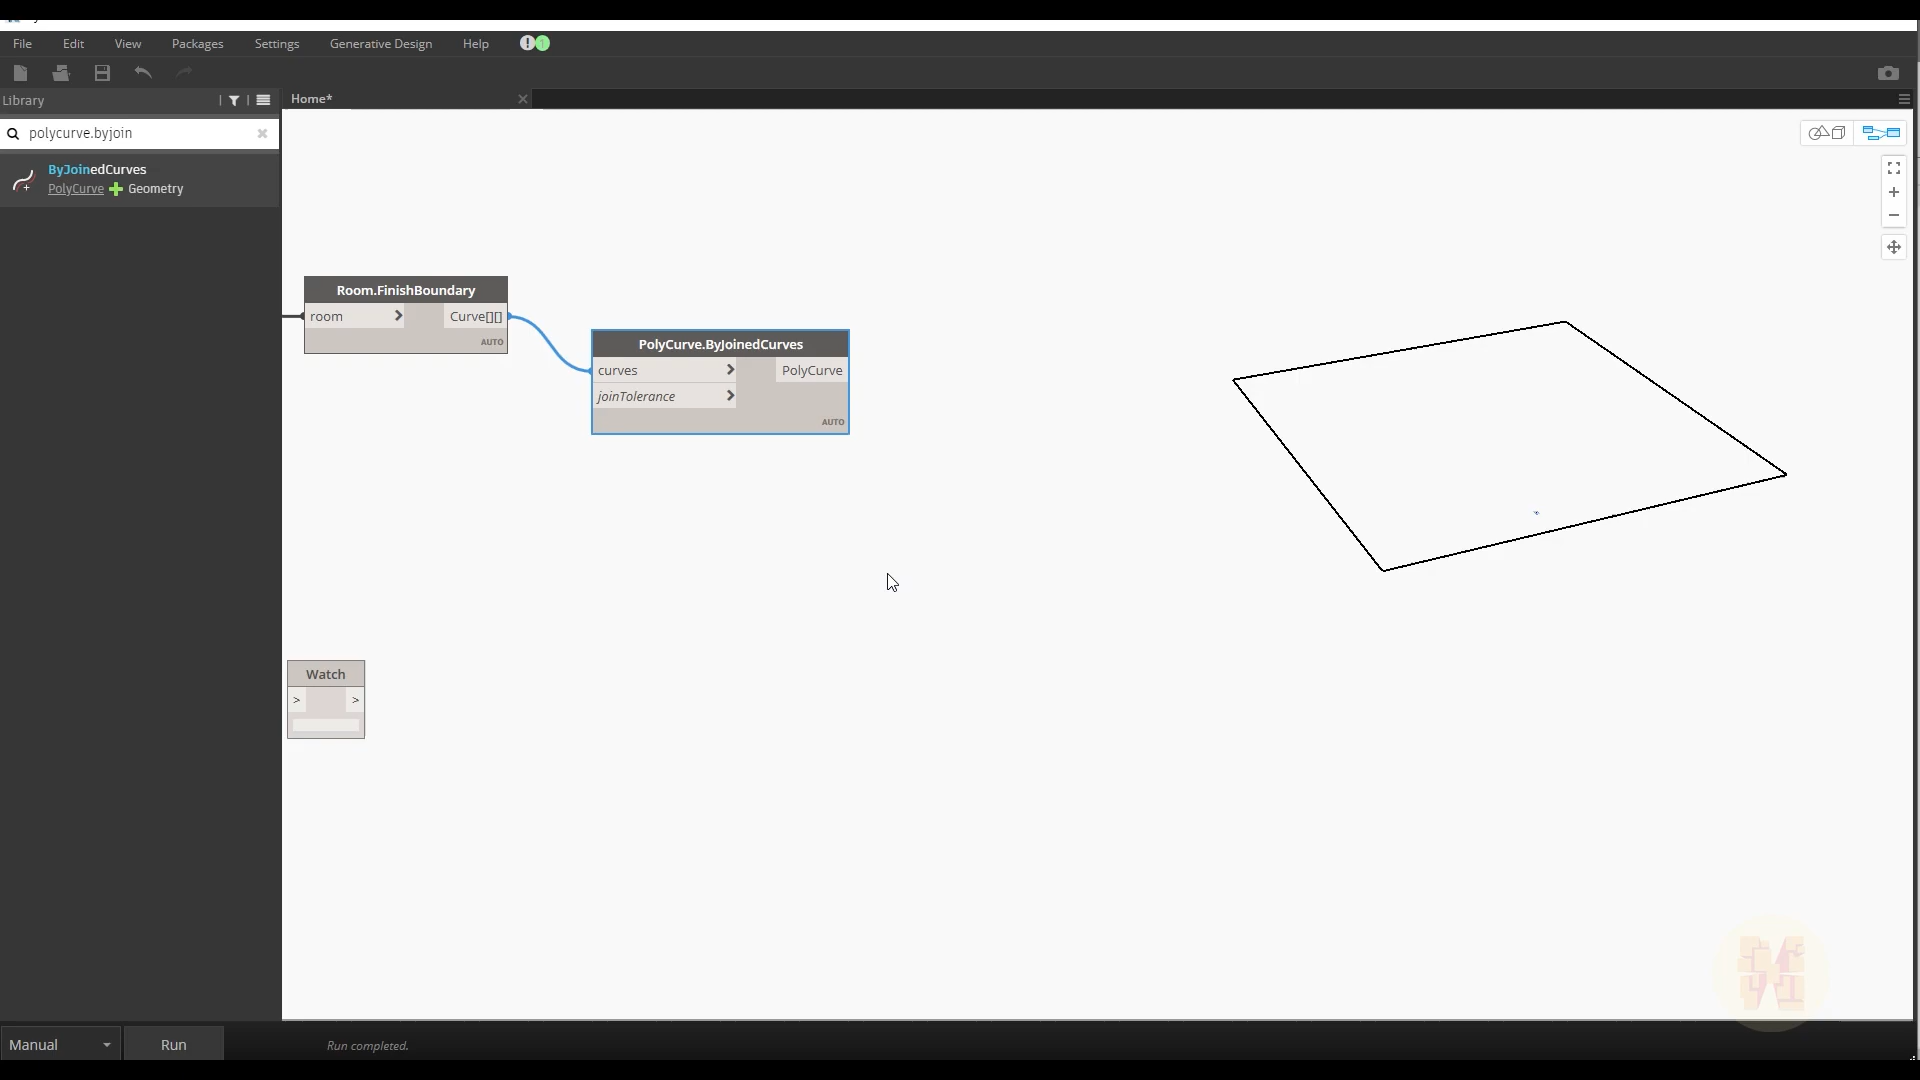 File Edit View Packages Settings Generative Design Help
Library
Home*
polycurve.byjoin
ByJoinedCurves
PolyCurve Geometry
Room.FinishBoundary
room > Curve[][]
AUTO
PolyCurve.ByJoinedCurves
curves > PolyCurve
joinTolerance >
AUTO
Watch
> >
Manual Run Run completed.